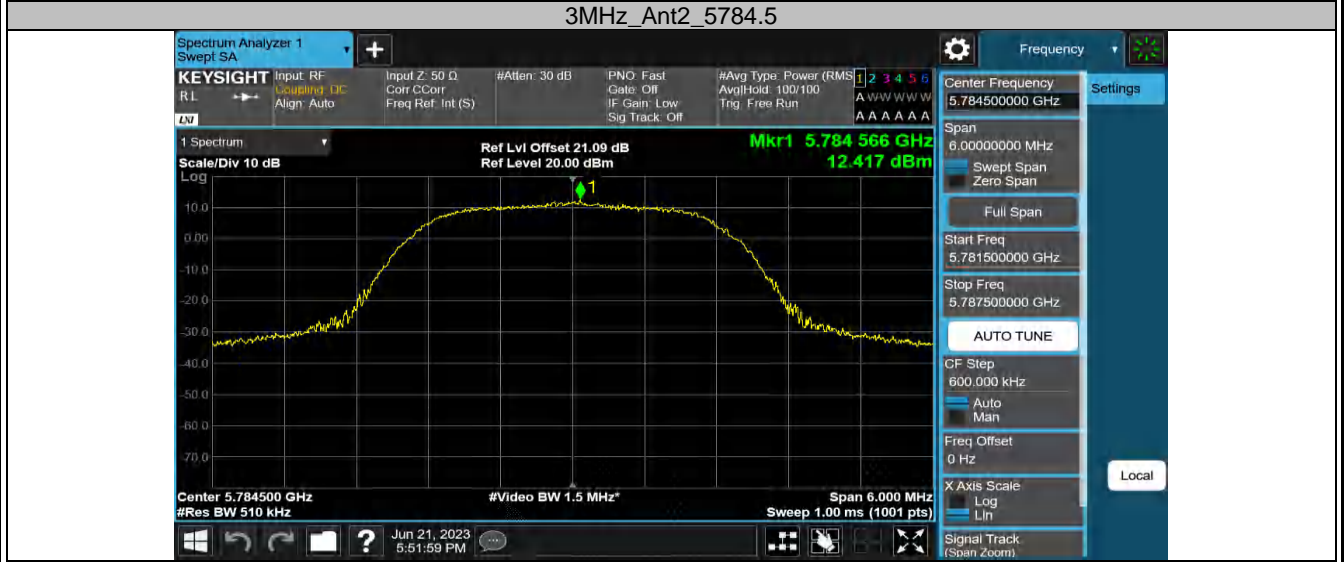 3MHz_Ant2_5784.5
Spectrum Analyzer 1
Swept SA
+
Frequency
KEYSIGHT
RL
LXI
Input: RF
Coupling: DC
Align: Auto
Input Z: 50 Ω
Corr CCorr
Freq Ref: Int (S)
#Atten: 30 dB
PNO: Fast
Gate: Off
IF Gain: Low
Sig Track: Off
#Avg Type: Power (RMS
Avg|Hold: 100/100
Trig: Free Run
1 2 3 4 5 6
A W W W W W
A A A A A A
Settings
Center Frequency
5.784500000 GHz
Span
6.00000000 MHz
Swept Span
Zero Span
Full Span
Start Freq
5.781500000 GHz
Stop Freq
5.787500000 GHz
AUTO TUNE
CF Step
600.000 kHz
Auto
Man
Freq Offset
0 Hz
X Axis Scale
Log
Lin
Signal Track
(Span Zoom)
Local
1 Spectrum
Scale/Div 10 dB
Log
Ref Lvl Offset 21.09 dB
Ref Level 20.00 dBm
Mkr1 5.784 566 GHz
12.417 dBm
1
10.0
0.00
-10.0
-20.0
-30.0
-40.0
-50.0
-60.0
-70.0
Center 5.784500 GHz
#Res BW 510 kHz
#Video BW 1.5 MHz*
Span 6.000 MHz
Sweep 1.00 ms (1001 pts)
?
Jun 21, 2023
5:51:59 PM